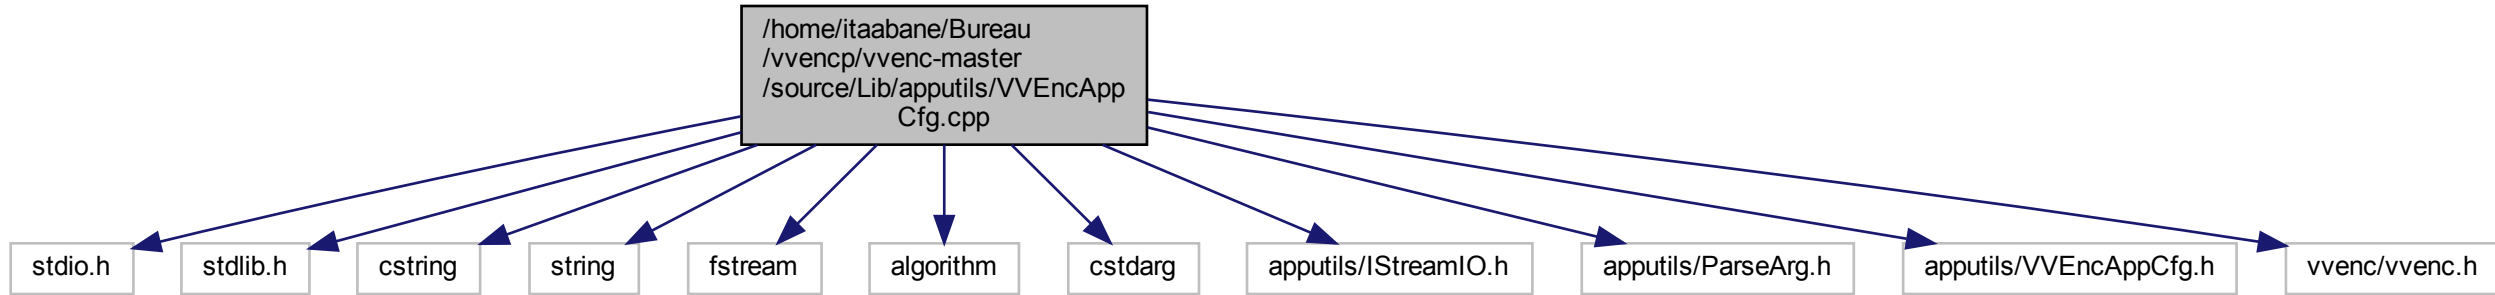 /home/itaabane/Bureau
/vvencp/vvenc-master
/source/Lib/apputils/VVEncApp
Cfg.cpp
stdio.h
stdlib.h
cstring
string
fstream
algorithm
cstdarg
apputils/IStreamIO.h
apputils/ParseArg.h
apputils/VVEncAppCfg.h
vvenc/vvenc.h